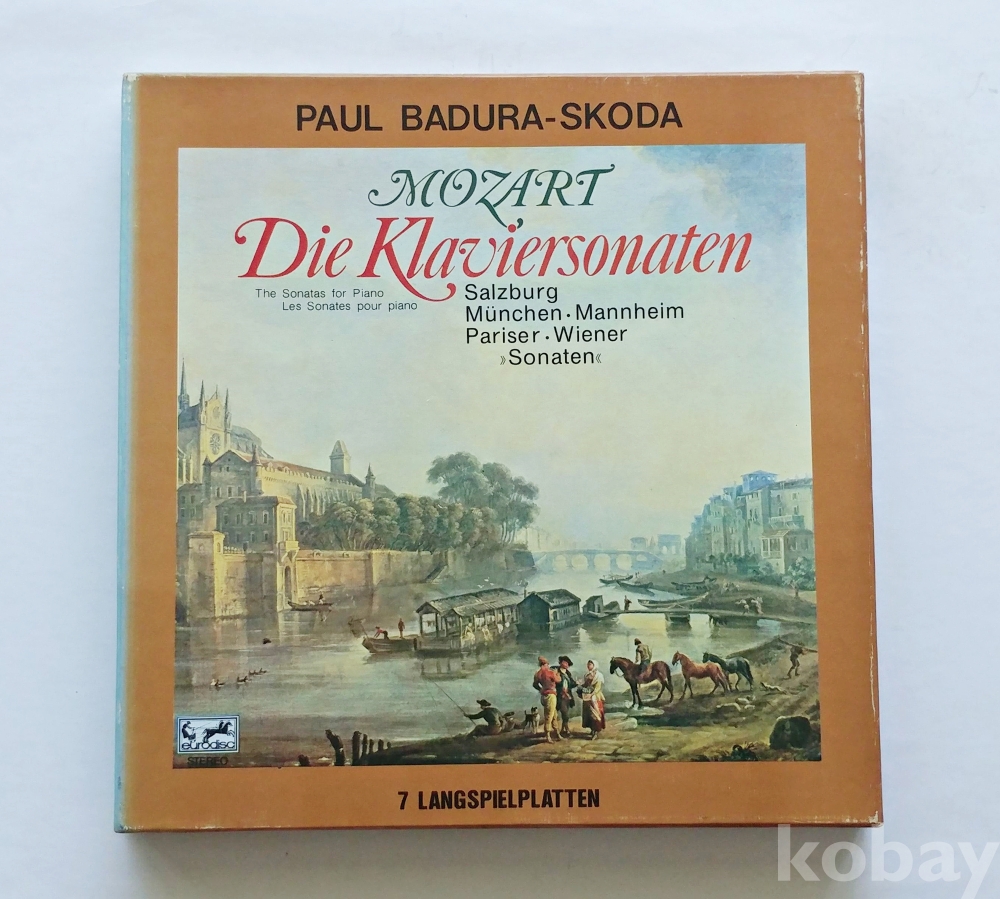 PAUL BADURA-SKODA
MOZART
Die Klaviersonaten
The Sonatas for Piano
Les Sonates pour piano
Salzburg
München · Mannheim
Pariser · Wiener
»Sonaten«
eurodisc
STEREO
7 LANGSPIELPLATTEN
kobay